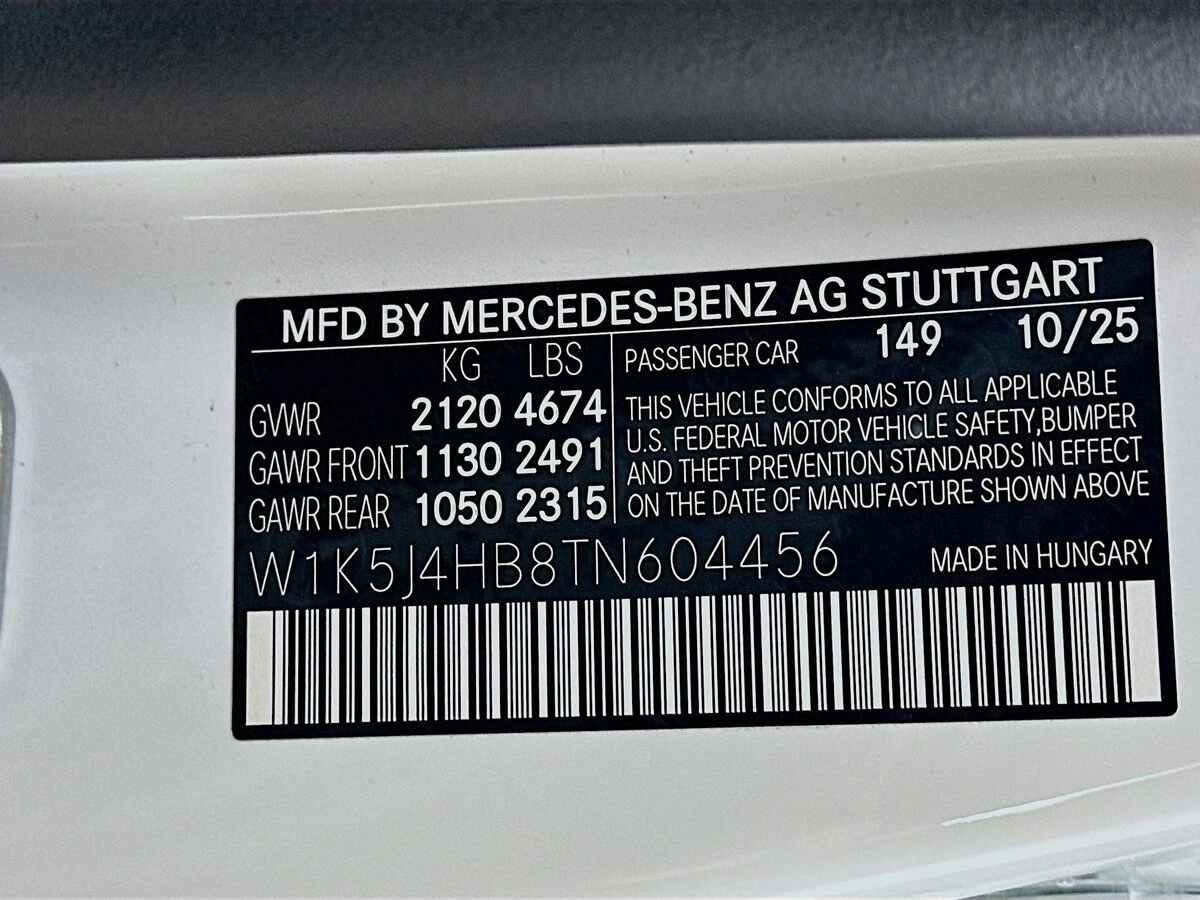 MFD BY MERCEDES-BENZ AG STUTTGART
KG LBS
GVWR 2120 4674
GAWR FRONT 1130 2491
GAWR REAR 1050 2315
PASSENGER CAR 149 10/25
THIS VEHICLE CONFORMS TO ALL APPLICABLE
U.S. FEDERAL MOTOR VEHICLE SAFETY,BUMPER
AND THEFT PREVENTION STANDARDS IN EFFECT
ON THE DATE OF MANUFACTURE SHOWN ABOVE
W1K5J4HB8TN604456 MADE IN HUNGARY